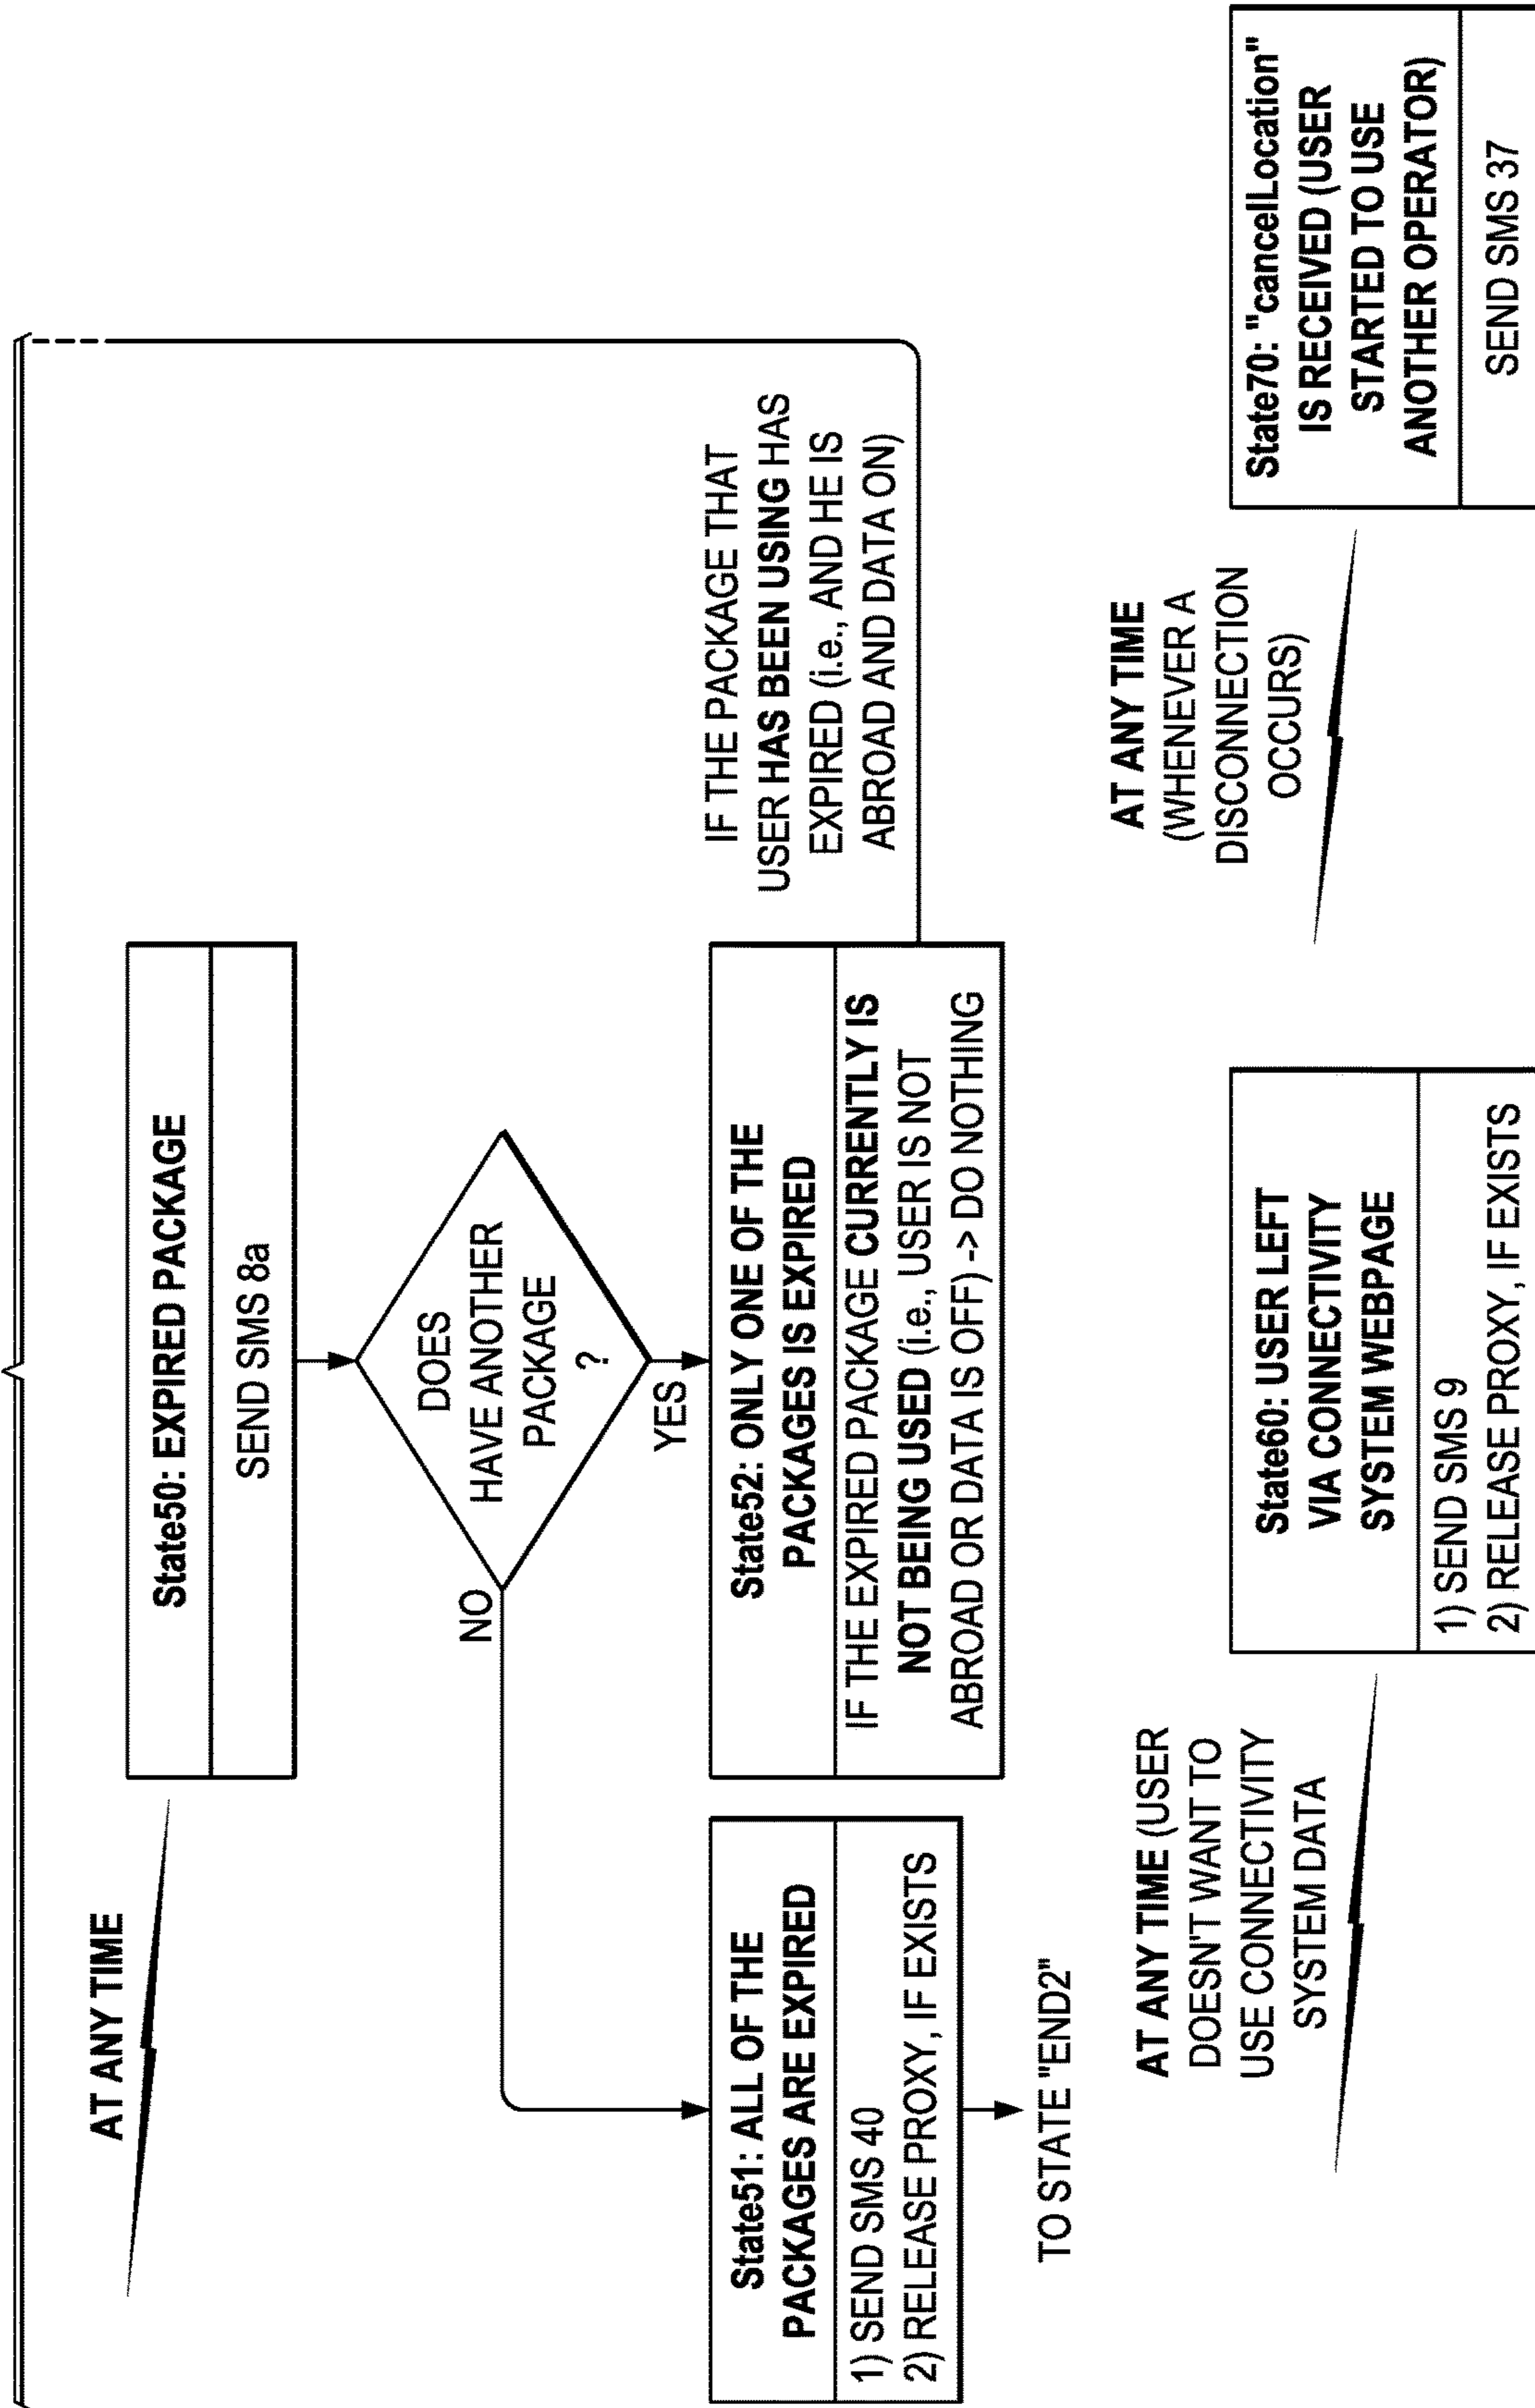 AT ANY TIME
State50: EXPIRED PACKAGE
SEND SMS 8a
DOES
HAVE ANOTHER
PACKAGE
?
NO
YES
State51: ALL OF THE
PACKAGES ARE EXPIRED
1) SEND SMS 40
2) RELEASE PROXY, IF EXISTS
TO STATE "END2"
State52: ONLY ONE OF THE
PACKAGES IS EXPIRED
IF THE EXPIRED PACKAGE CURRENTLY IS
NOT BEING USED (i.e., USER IS NOT
ABROAD OR DATA IS OFF) -> DO NOTHING
IF THE PACKAGE THAT
USER HAS BEEN USING HAS
EXPIRED (i.e., AND HE IS
ABROAD AND DATA ON)
AT ANY TIME (USER
DOESN'T WANT TO
USE CONNECTIVITY
SYSTEM DATA
State60: USER LEFT
VIA CONNECTIVITY
SYSTEM WEBPAGE
1) SEND SMS 9
2) RELEASE PROXY, IF EXISTS
AT ANY TIME
(WHENEVER A
DISCONNECTION
OCCURS)
State70: "cancelLocation"
IS RECEIVED (USER
STARTED TO USE
ANOTHER OPERATOR)
SEND SMS 37